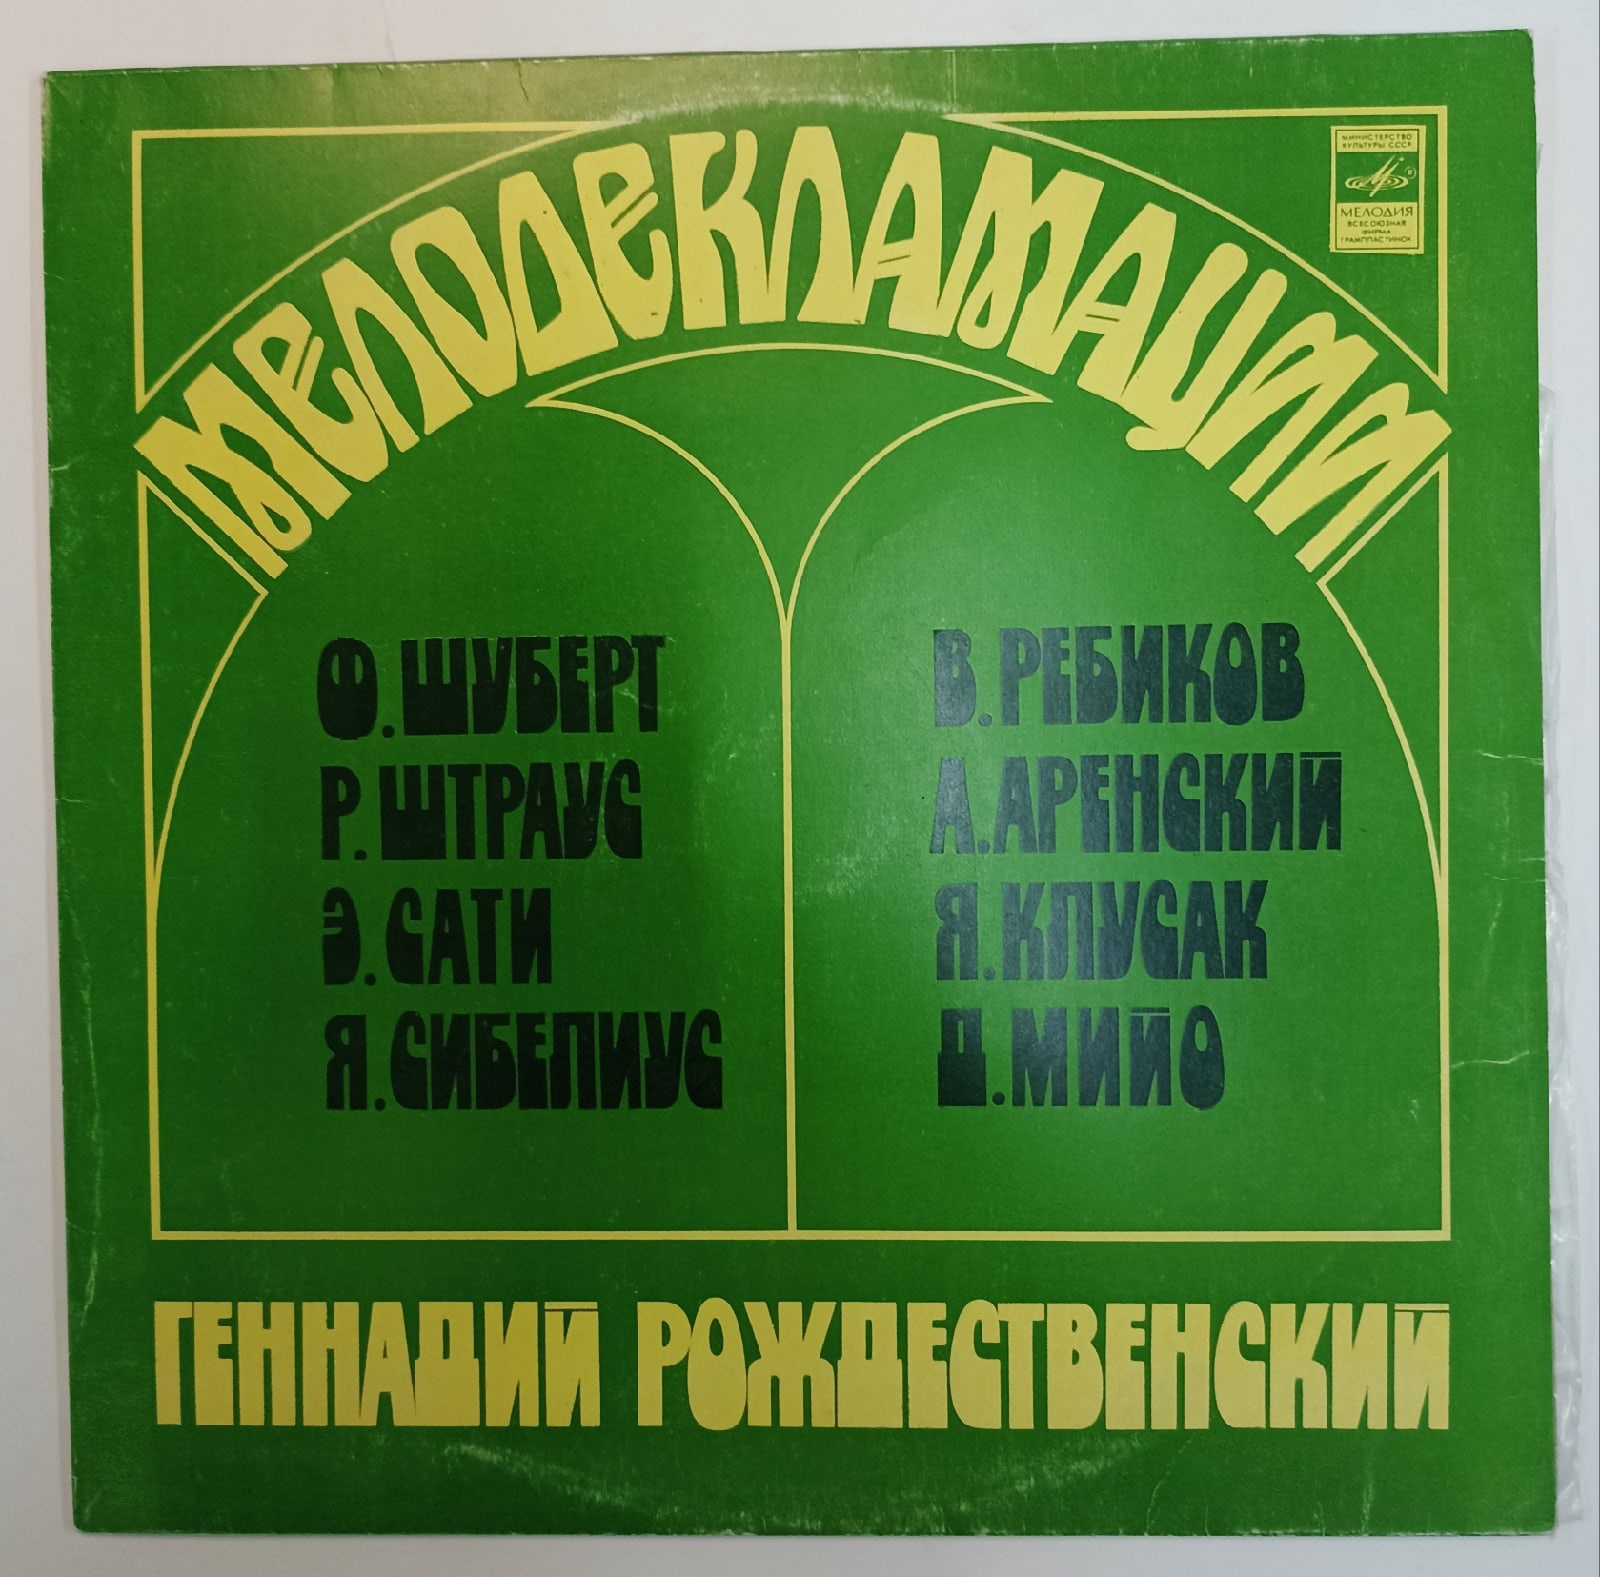 МЕЛОДЕКЛАМАЦИИ
МИНИСТЕРСТВО
КУЛЬТУРЫ СССР
МЕЛОДИЯ
ВСЕСОЮЗНАЯ
ФИРМА
ГРАМПЛАСТИНОК
Ф. ШУБЕРТ
Р. ШТРАУС
Э. САТИ
Я. СИБЕЛИУС
В. РЕБИКОВ
А. АРЕНСКИЙ
Я. КЛУСАК
Д. МИЙО
ГЕННАДИЙ РОЖДЕСТВЕНСКИЙ